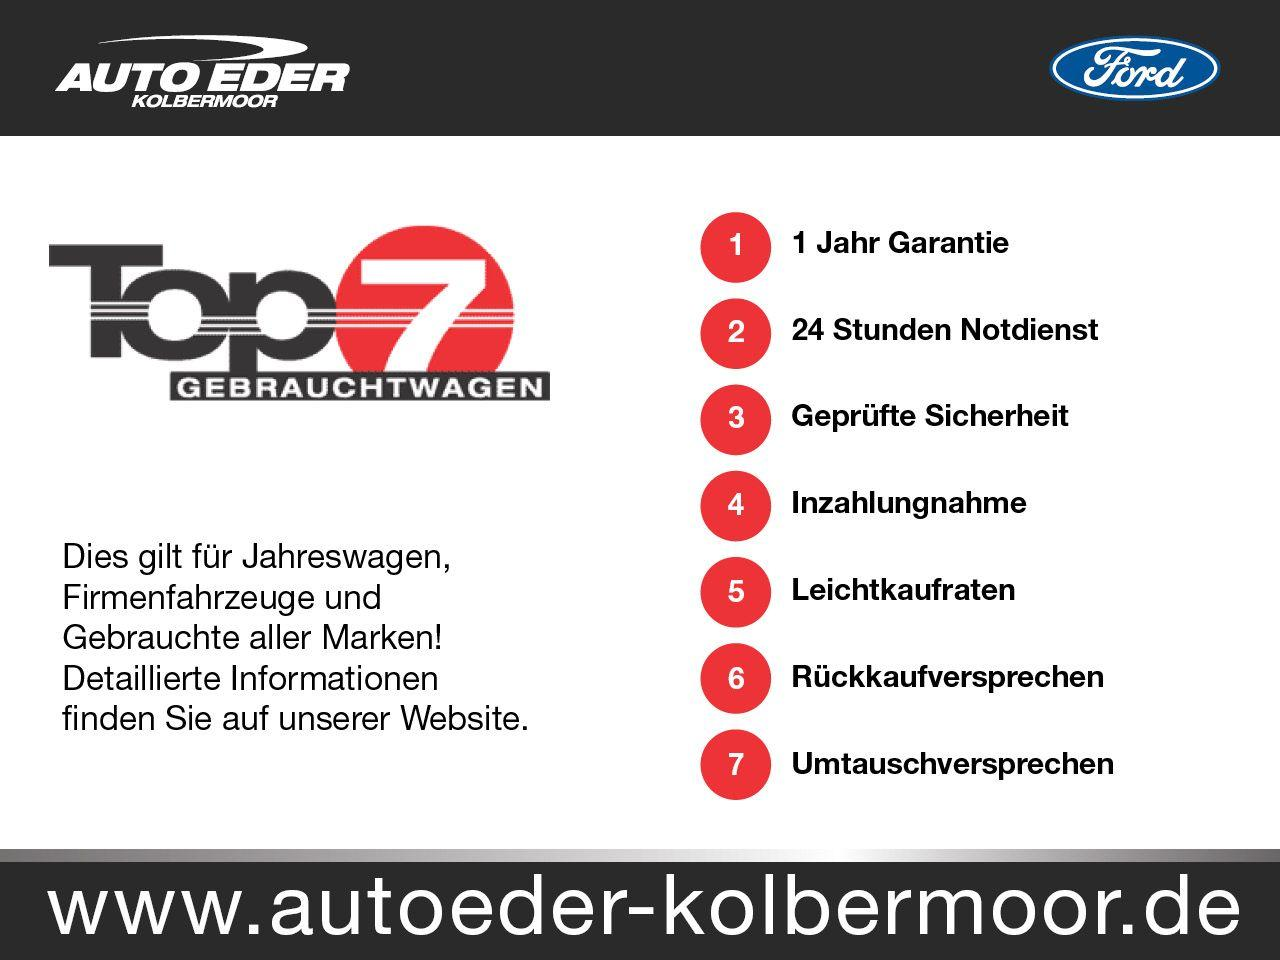 AUTO EDER
KOLBERMOOR
Ford
Top7
GEBRAUCHTWAGEN
Dies gilt für Jahreswagen,
Firmenfahrzeuge und
Gebrauchte aller Marken!
Detaillierte Informationen
finden Sie auf unserer Website.
1 1 Jahr Garantie
2 24 Stunden Notdienst
3 Geprüfte Sicherheit
4 Inzahlungnahme
5 Leichtkaufraten
6 Rückkaufversprechen
7 Umtauschversprechen
www.autoeder-kolbermoor.de